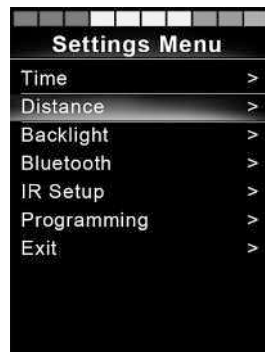 Settings Menu
Time >
Distance >
Backlight >
Bluetooth >
IR Setup >
Programming >
Exit >